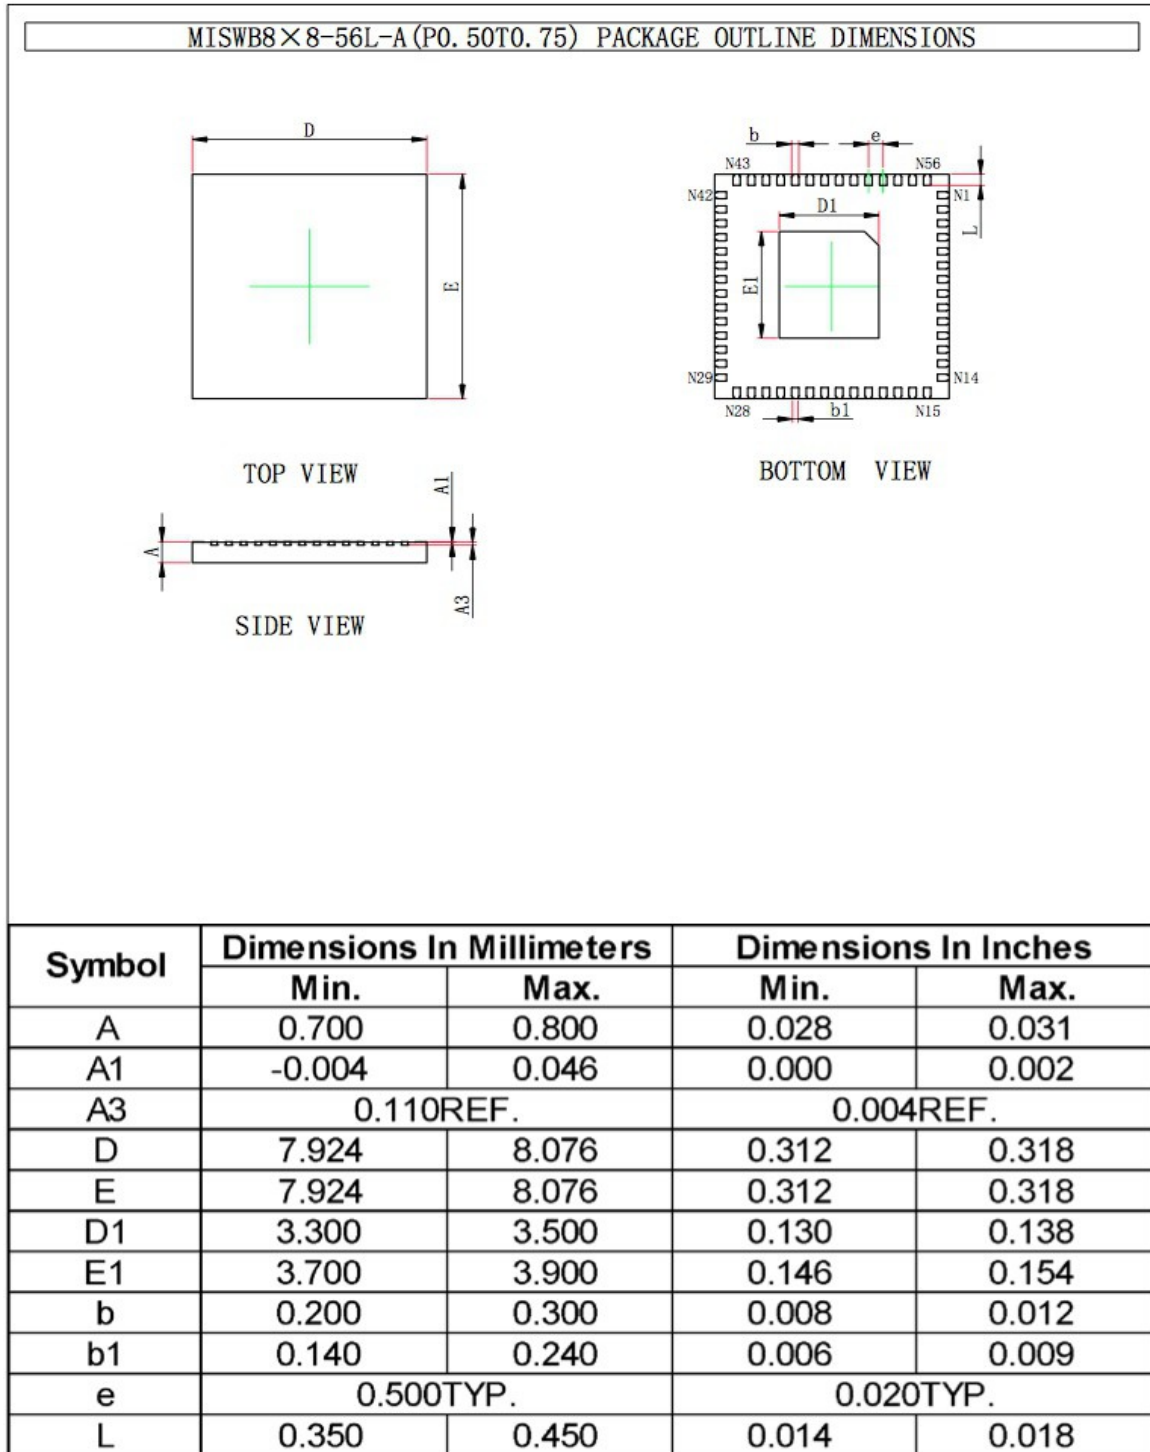 MISWB8×8-56L-A(P0.50T0.75) PACKAGE OUTLINE DIMENSIONS
D
b
e
N43
N56
N42
N1
D1
L
E
E1
N29
N14
N28
b1
N15
TOP VIEW
BOTTOM VIEW
A1
A
A3
SIDE VIEW
Symbol Dimensions In Millimeters Dimensions In Inches
Min. Max. Min. Max.
A 0.700 0.800 0.028 0.031
A1 -0.004 0.046 0.000 0.002
A3 0.110REF. 0.004REF.
D 7.924 8.076 0.312 0.318
E 7.924 8.076 0.312 0.318
D1 3.300 3.500 0.130 0.138
E1 3.700 3.900 0.146 0.154
b 0.200 0.300 0.008 0.012
b1 0.140 0.240 0.006 0.009
e 0.500TYP. 0.020TYP.
L 0.350 0.450 0.014 0.018